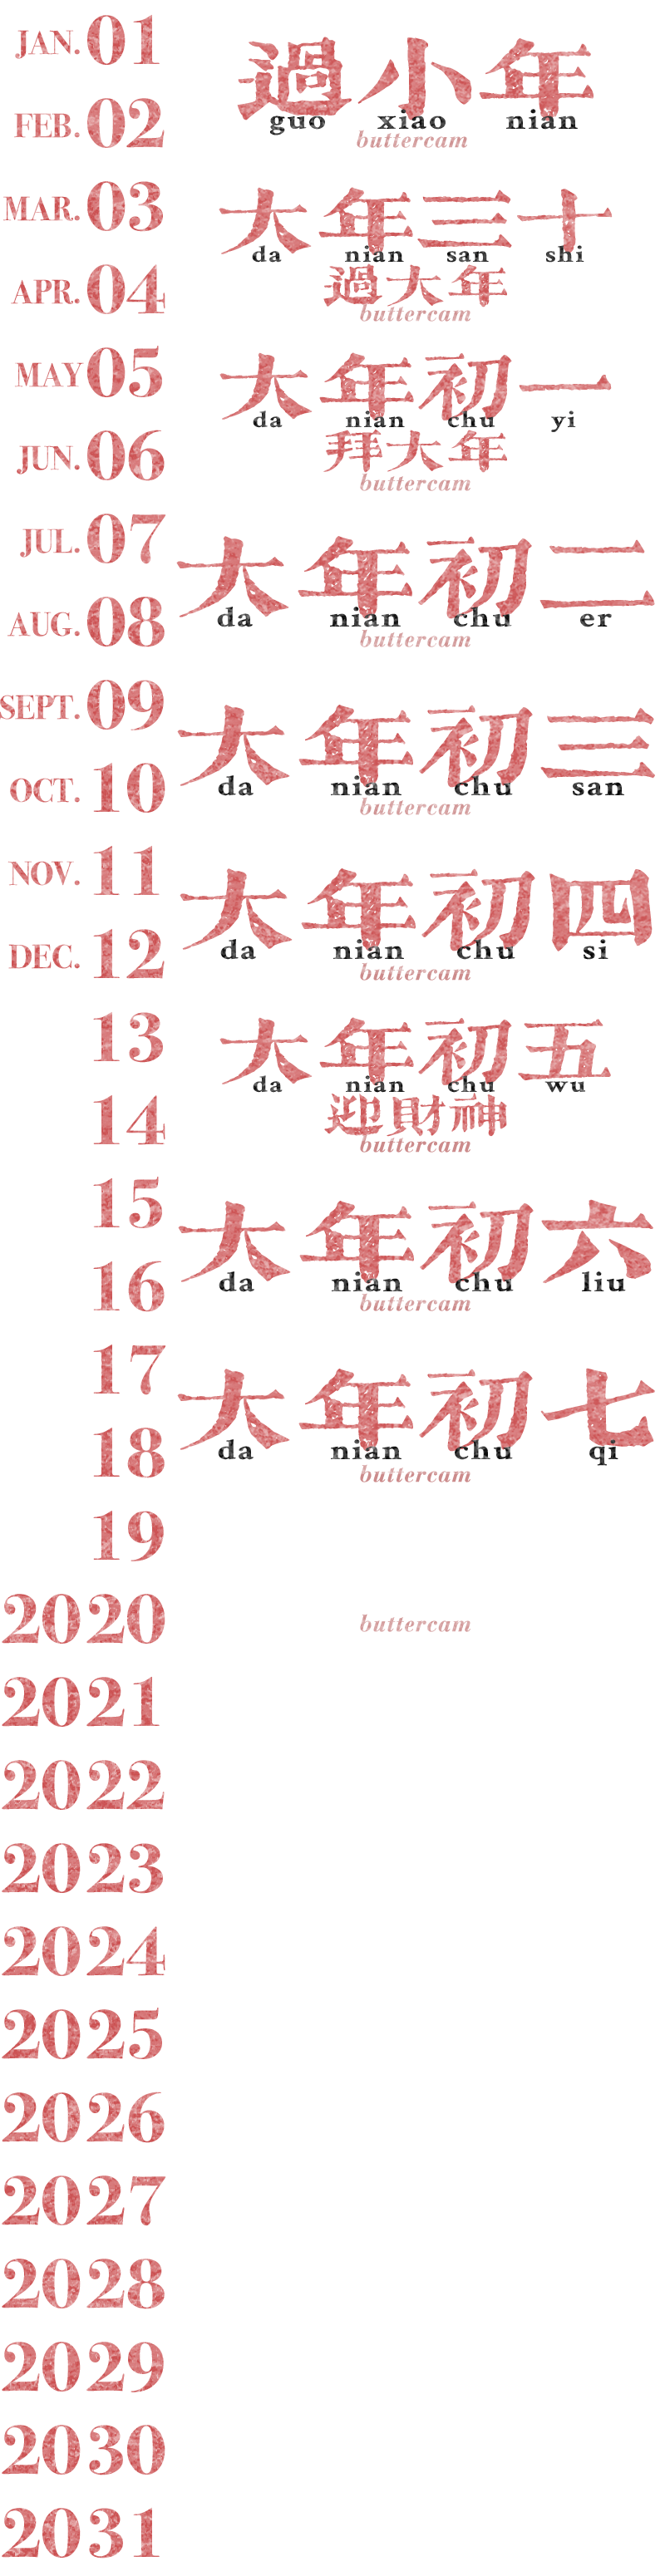 JAN. 01
FEB. 02
MAR. 03
APR. 04
MAY 05
JUN. 06
JUL. 07
AUG. 08
SEPT. 09
OCT. 10
NOV. 11
DEC. 12
13
14
15
16
17
18
19
2020
2021
2022
2023
2024
2025
2026
2027
2028
2029
2030
2031
過小年
guo xiao nian
buttercam
大年三十
da nian san shi
過大年
buttercam
大年初一
da nian chu yi
拜大年
buttercam
大年初二
da nian chu er
buttercam
大年初三
da nian chu san
buttercam
大年初四
da nian chu si
buttercam
大年初五
da nian chu wu
迎財神
buttercam
大年初六
da nian chu liu
buttercam
大年初七
da nian chu qi
buttercam
buttercam